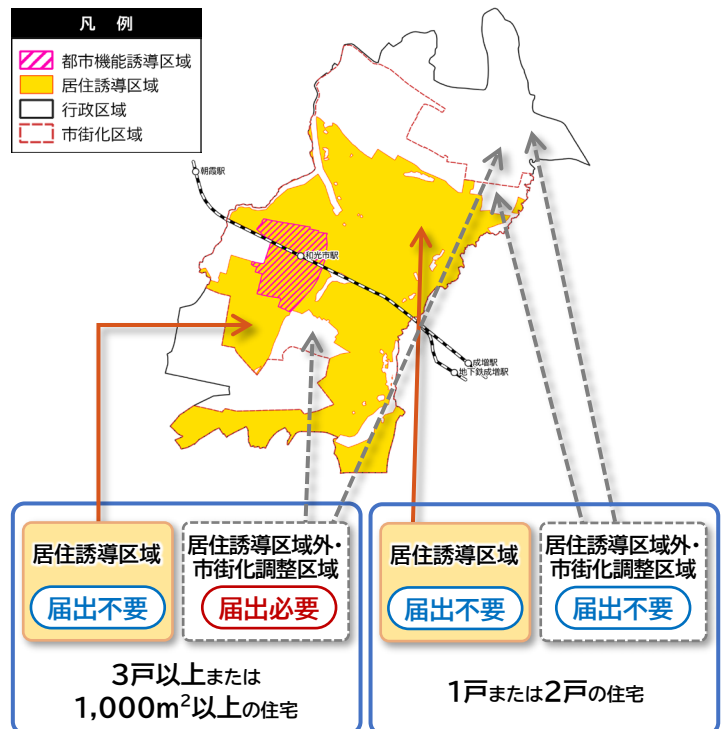 凡 例
都市機能誘導区域
居住誘導区域
行政区域
市街化区域
朝霞駅
和光市駅
成増駅
地下鉄成増駅
居住誘導区域
届出不要
居住誘導区域外・
市街化調整区域
届出必要
3戸以上または
1,000m²以上の住宅
居住誘導区域
届出不要
居住誘導区域外・
市街化調整区域
届出不要
1戸または2戸の住宅